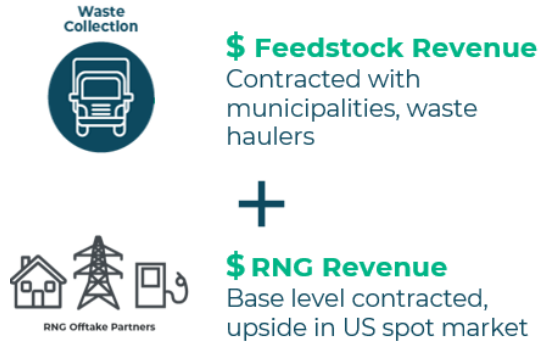 Waste
Collection
$ Feedstock Revenue
Contracted with
municipalities, waste
haulers
+
RNG Offtake Partners
$ RNG Revenue
Base level contracted,
upside in US spot market